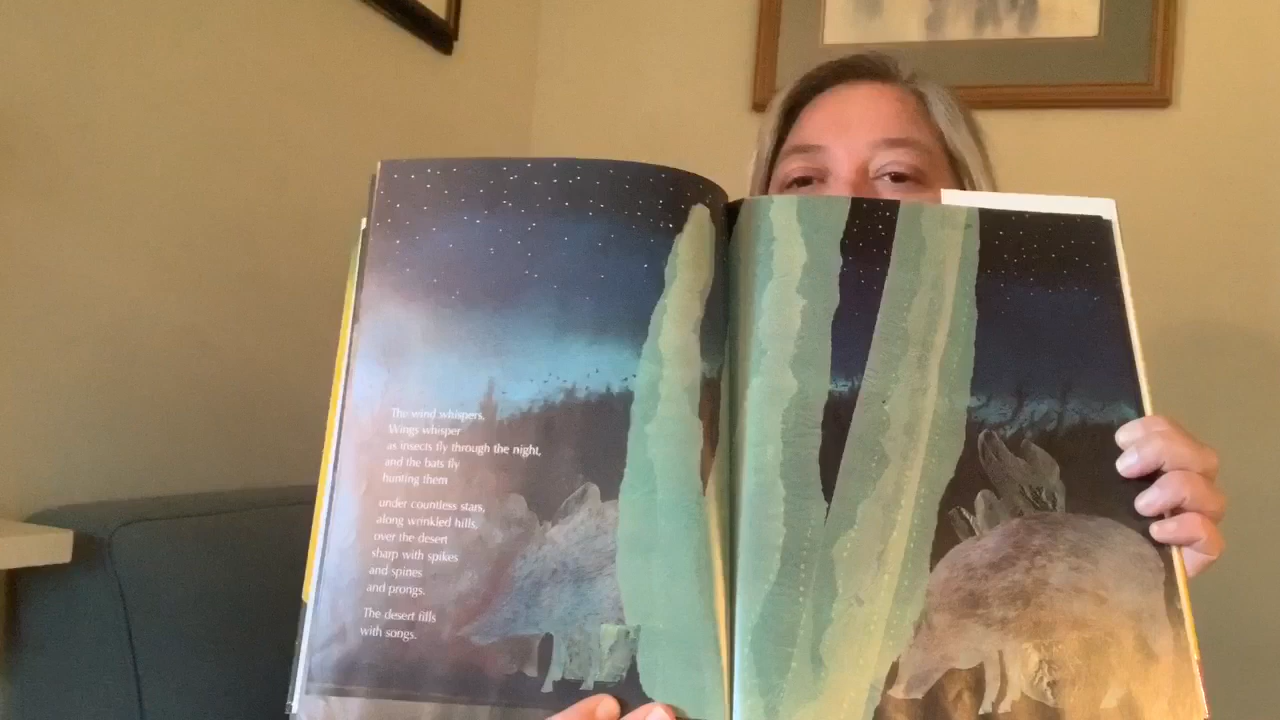 The wind whispers,
Wings whisper
as insects fly through the night,
and the bats fly
hunting them
under countless stars,
along wrinkled hills,
over the desert
sharp with spikes
and spines
and prongs.
The desert fills
with songs.